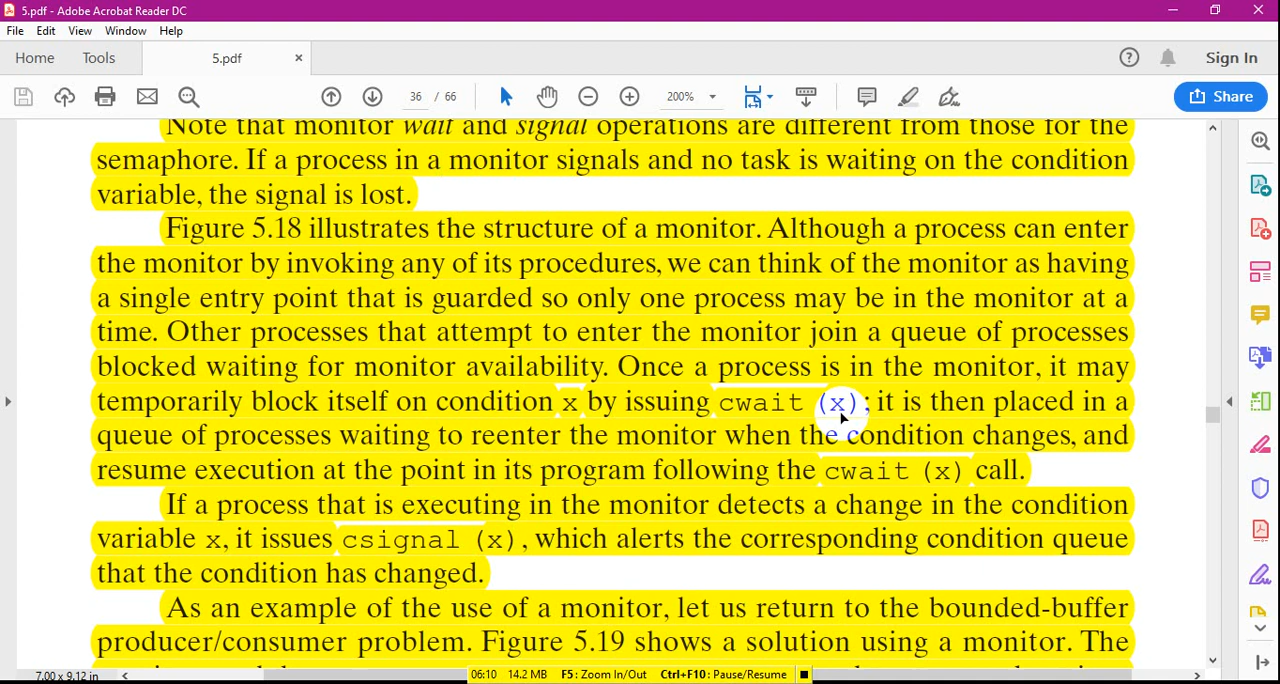 5.pdf - Adobe Acrobat Reader DC
File Edit View Window Help
Home Tools 5.pdf × Sign In
36 / 66 200% Share
Note that monitor wait and signal operations are different from those for the
semaphore. If a process in a monitor signals and no task is waiting on the condition
variable, the signal is lost.
Figure 5.18 illustrates the structure of a monitor. Although a process can enter
the monitor by invoking any of its procedures, we can think of the monitor as having
a single entry point that is guarded so only one process may be in the monitor at a
time. Other processes that attempt to enter the monitor join a queue of processes
blocked waiting for monitor availability. Once a process is in the monitor, it may
temporarily block itself on condition x by issuing cwait (x); it is then placed in a
queue of processes waiting to reenter the monitor when the condition changes, and
resume execution at the point in its program following the cwait (x) call.
If a process that is executing in the monitor detects a change in the condition
variable x, it issues csignal (x), which alerts the corresponding condition queue
that the condition has changed.
As an example of the use of a monitor, let us return to the bounded-buffer
producer/consumer problem. Figure 5.19 shows a solution using a monitor. The
7.00 x 9.12 in
06:10 14.2 MB F5: Zoom In/Out Ctrl+F10: Pause/Resume